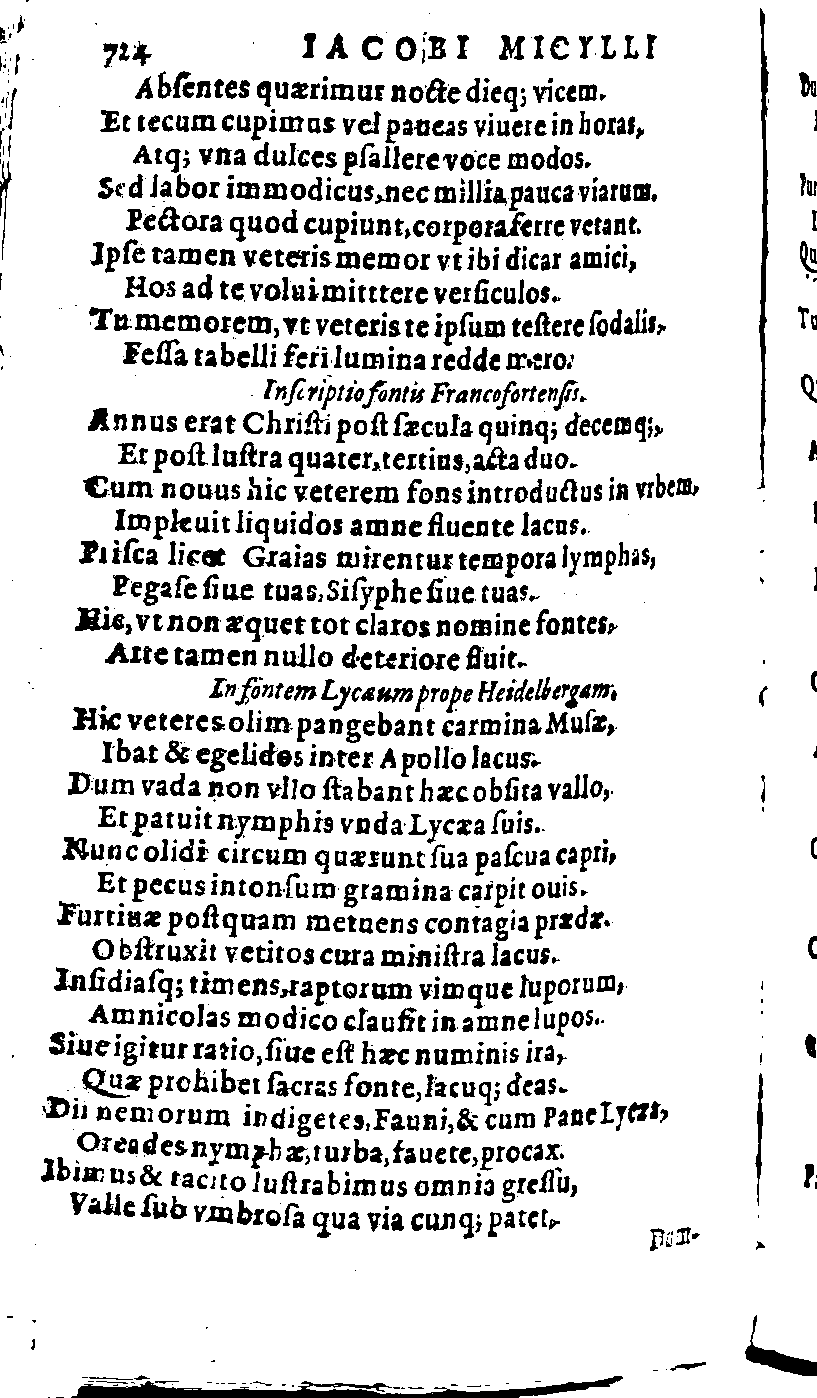 724 IACOBI MICYLLI
Absentes quærimur nocte dieq; vicem.
Et tecum cupimus vel paucas viuere in horas,
Atq; vna dulces psallere voce modos.
Sed labor immodicus, nec millia pauca viarum.
Pectora quod cupiunt, corpora ferre vetant.
Ipse tamen veteris memor vt ibi dicar amici,
Hos ad te volui mitttere versiculos.
Tu memorem, vt veteris te ipsum testere sodalis,
Fessa tabelli feri lumina redde mero.
Inscriptio fontis Francofortensis.
Annus erat Christi post sæcula quinq; decemq;,
Et post lustra quater, tertius, acta duo.
Cum nouus hic veterem fons introductus in vrbem,
Impleuit liquidos amne fluente lacus.
Prisca licet Graias mirentur tempora lymphas,
Pegase siue tuas, Sisyphe siue tuas.
Hic, vt non æquet tot claros nomine fontes,
Arte tamen nullo deteriore fluit.
In fontem Lycæum prope Heidelbergam.
Hic veteres olim pangebant carmina Musæ,
Ibat & egelidos inter Apollo lacus.
Dum vada non vllo stabant hæc obsita vallo,
Et patuit nymphis vnda Lycæa suis.
Nunc olidi circum quærunt sua pascua capri,
Et pecus intonsum gramina carpit ouis.
Furtiuæ postquam metuens contagia prædæ.
Obstruxit vetitos cura ministra lacus.
Insidiasq; timens, raptorum vimque luporum,
Amnicolas modico clausit in amne lupos.
Siue igitur ratio, siue est hæc numinis ira,
Quæ prohibet sacras fonte, lacuq; deas.
Dii nemorum indigetes, Fauni, & cum Pane Lycæi,
Oreades nymphæ, turba, fauete, procax.
Ibimus & tacito lustrabimus omnia gressu,
Valle sub vmbrosa qua via cunq; patet,